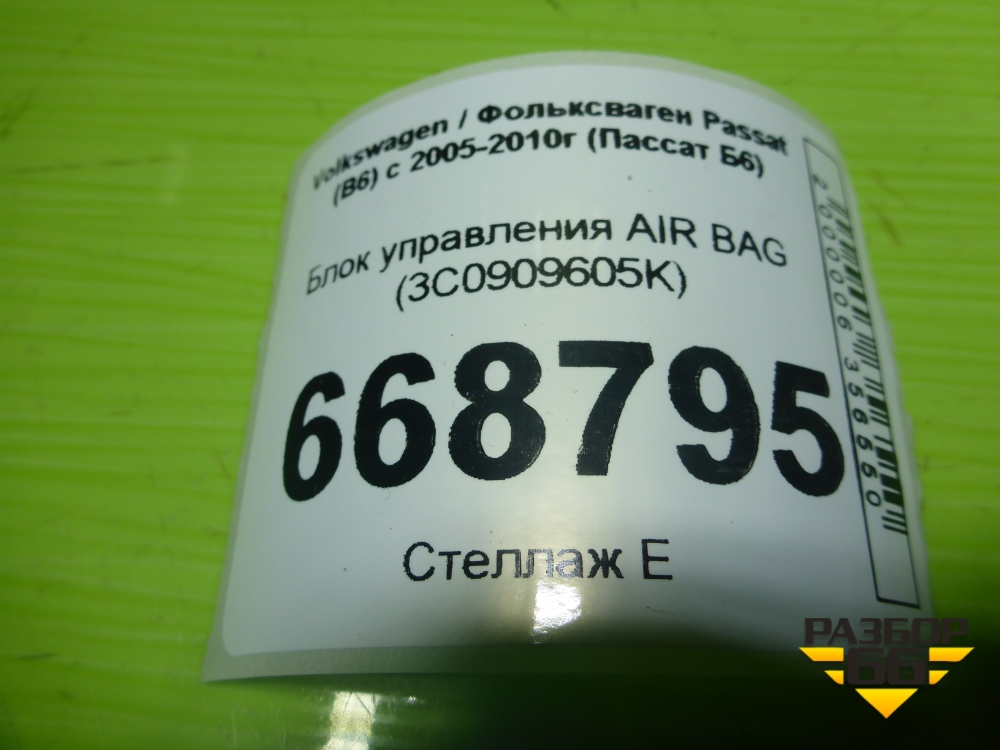 Volkswagen / Фольксваген Passat
(B6) с 2005-2010г (Пассат Б6)
Блок управления AIR BAG
(3C0909605K)
668795
Стеллаж Е
2000006356660
РАЗБОР
66